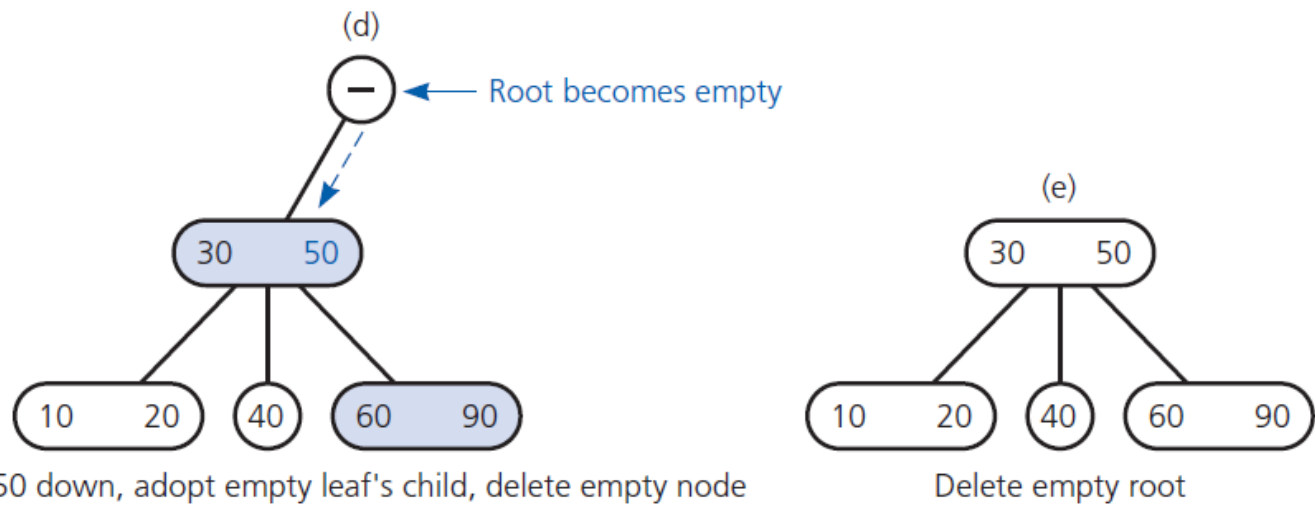 (d)
– Root becomes empty
(e)
30 50
30 50
10 20 40 60 90
10 20 40 60 90
50 down, adopt empty leaf's child, delete empty node
Delete empty root